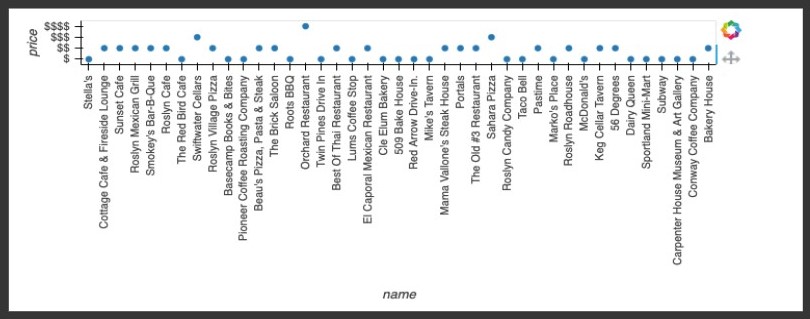 price
$$$$
$$$
$$
$
Stella's
Cottage Cafe & Fireside Lounge
Sunset Cafe
Roslyn Mexican Grill
Smokey's Bar-B-Que
Roslyn Cafe
The Red Bird Cafe
Swiftwater Cellars
Roslyn Village Pizza
Basecamp Books & Bites
Pioneer Coffee Roasting Company
Beau's Pizza, Pasta & Steak
The Brick Saloon
Roots BBQ
Orchard Restaurant
Twin Pines Drive In
Best Of Thai Restaurant
Lums Coffee Stop
El Caporal Mexican Restaurant
Cle Elum Bakery
509 Bake House
Red Arrow Drive-In.
Mike's Tavern
Mama Vallone's Steak House
Portals
The Old #3 Restaurant
Sahara Pizza
Roslyn Candy Company
Taco Bell
Pastime
Marko's Place
Roslyn Roadhouse
McDonald's
Keg Cellar Tavern
56 Degrees
Dairy Queen
Sportland Mini-Mart
Subway
Carpenter House Museum & Art Gallery
Conway Coffee Company
Bakery House
name